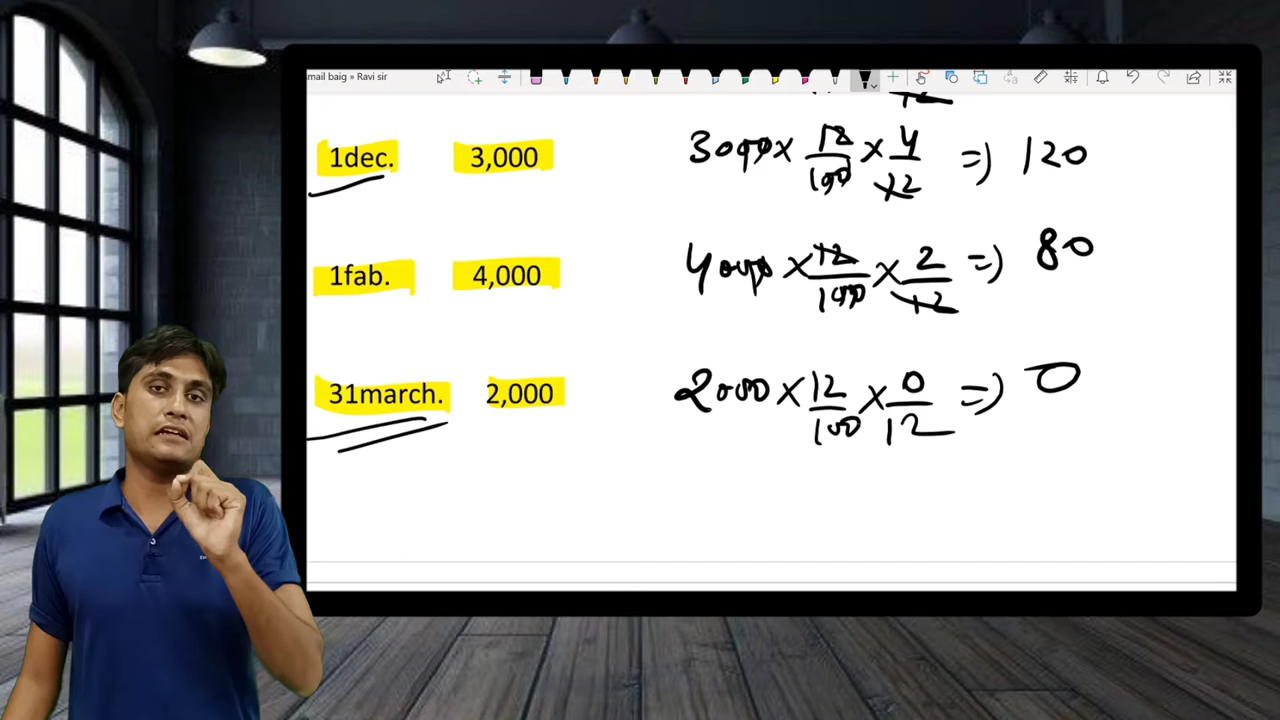 mail baig » Ravi sir
12
1dec. 3,000 3000 × 12/100 × 4/12 => 120
1fab. 4,000 4000 × 12/100 × 2/12 => 80
31march. 2,000 2000 × 12/100 × 0/12 => 0